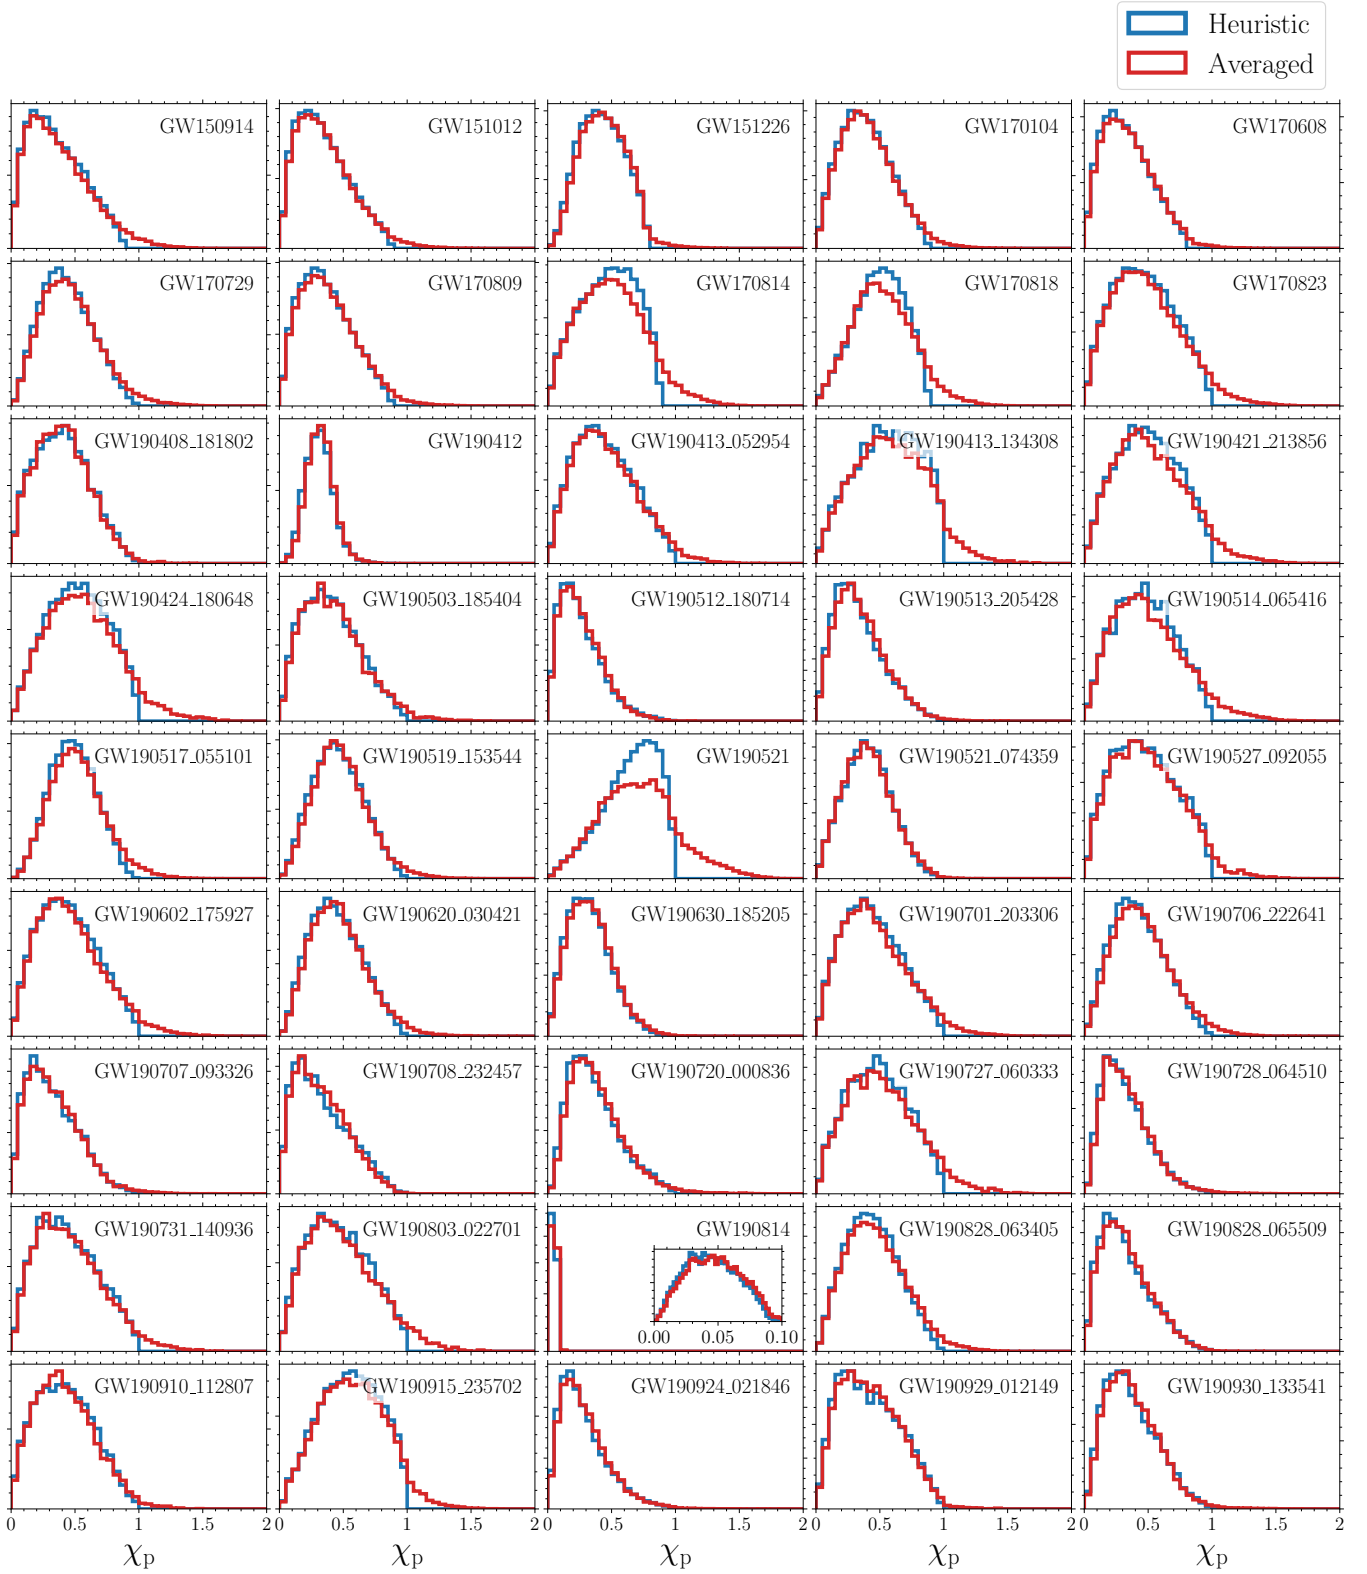 Heuristic
Averaged
GW150914 GW151012 GW151226 GW170104 GW170608
GW170729 GW170809 GW170814 GW170818 GW170823
GW190408_181802 GW190412 GW190413_052954 GW190413_134308 GW190421_213856
GW190424_180648 GW190503_185404 GW190512_180714 GW190513_205428 GW190514_065416
GW190517_055101 GW190519_153544 GW190521 GW190521_074359 GW190527_092055
GW190602_175927 GW190620_030421 GW190630_185205 GW190701_203306 GW190706_222641
GW190707_093326 GW190708_232457 GW190720_000836 GW190727_060333 GW190728_064510
GW190731_140936 GW190803_022701 GW190814 GW190828_063405 GW190828_065509
0.00 0.05 0.10
GW190910_112807 GW190915_235702 GW190924_021846 GW190929_012149 GW190930_133541
0 0.5 1 1.5 2 0 0.5 1 1.5 2 0 0.5 1 1.5 2 0 0.5 1 1.5 2 0 0.5 1 1.5 2
χp χp χp χp χp